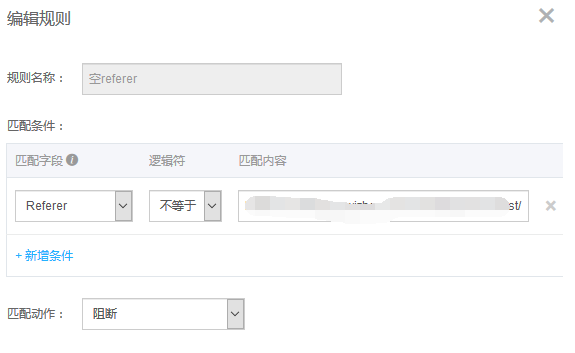 编辑规则
规则名称：
空referer
匹配条件：
匹配字段 逻辑符 匹配内容
Referer 不等于 st/
+ 新增条件
匹配动作： 阻断